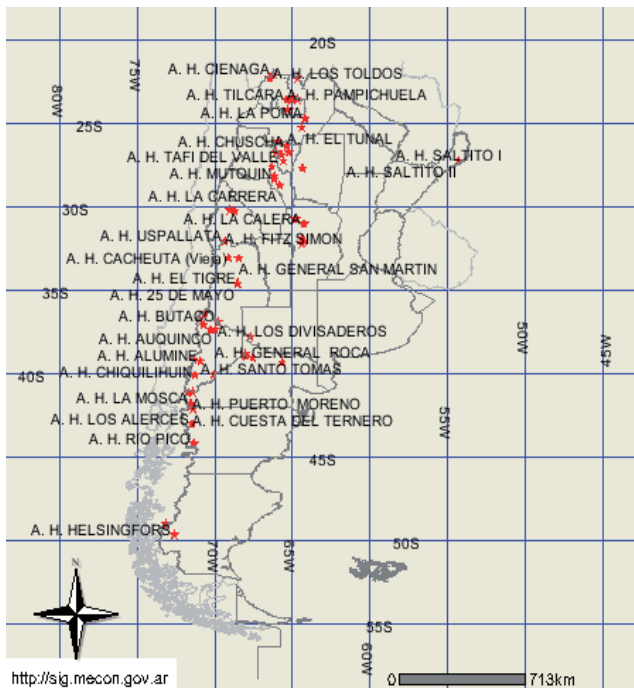 20S
75W
80W
A. H. CIENAGA
A. H. LOS TOLDOS
A. H. TILCARA
A. H. PAMPICHUELA
A. H. LA POMA
25S
A. H. CHUSCHA
A. H. EL TUNAL
A. H. TAFI DEL VALLE
A. H. SALTITO I
A. H. MUTQUIN
A. H. SALTITO II
A. H. LA CARRERA
30S
A. H. LA CALERA
A. H. USPALLATA
A. H. FITZ SIMON
A. H. CACHEUTA (Vieja)
A. H. GENERAL SAN MARTIN
A. H. EL TIGRE
35S
A. H. 25 DE MAYO
A. H. BUTACO
A. H. LOS DIVISADEROS
A. H. AUQUINCO
50W
45W
A. H. ALUMINE
A. H. GENERAL ROCA
A. H. CHIQUILIHUIN
A. H. SANTO TOMAS
40S
A. H. LA MOSCA
A. H. PUERTO MORENO
A. H. LOS ALERCES
A. H. CUESTA DEL TERNERO
55W
A. H. RIO PICO
45S
A. H. HELSINGFORS
50S
70W
65W
N
55S
60W
http://sig.mecon.gov.ar
0
713km